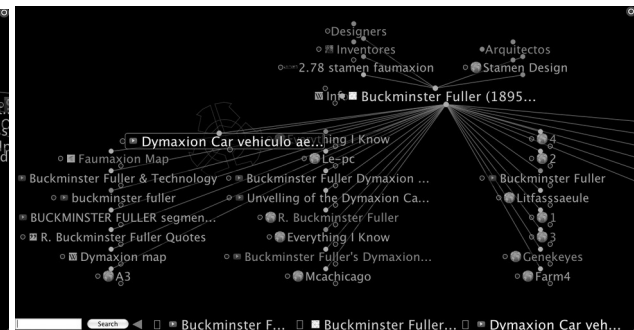 Designers
Inventores
Arquitectos
2.78 stamen faumaxion
Stamen Design
Info
Buckminster Fuller (1895...
Dymaxion Car vehiculo ae...
Everything I Know
4
Faumaxion Map
Le-pc
2
Buckminster Fuller & Technology
Buckminster Fuller Dymaxion ...
Buckminster Fuller
buckminster fuller
Unvelling of the Dymaxion Ca...
Litfasssaeule
BUCKMINSTER FULLER segmen...
R. Buckminster Fuller
1
R. Buckminster Fuller Quotes
Everything I Know
3
Dymaxion map
Buckminster Fuller's Dymaxion...
Genekeyes
A3
Mcachicago
Farm4
Search
Buckminster F...
Buckminster Fuller...
Dymaxion Car veh...